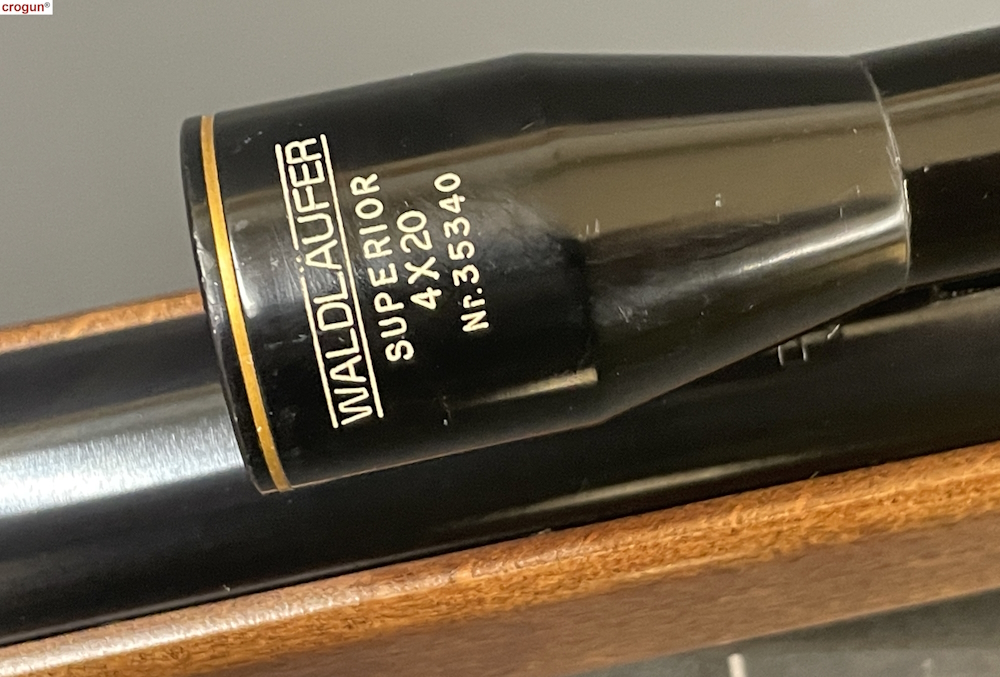 crogun®
WALDLÄUFER
SUPERIOR
4X20
Nr.35340